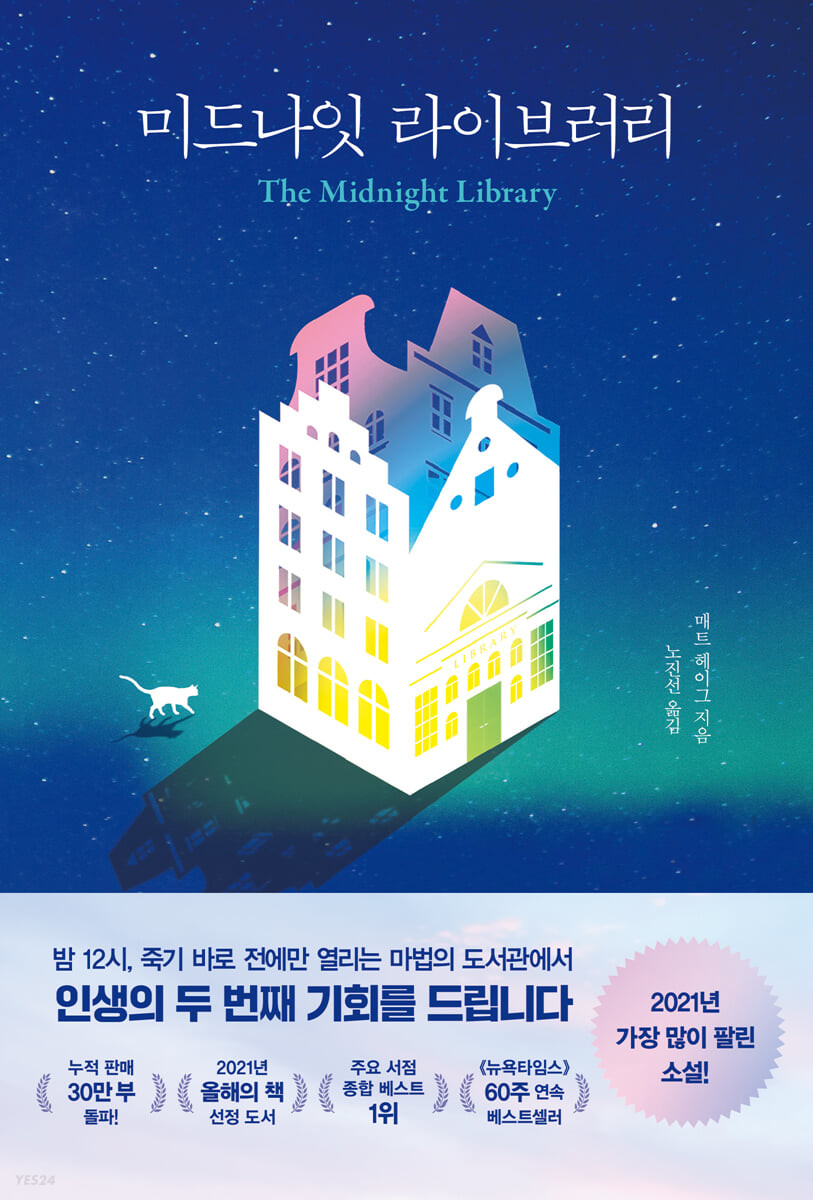 미드나잇 라이브러리
The Midnight Library
LIBRARY
매트 헤이그 지음
노진선 옮김
밤 12시, 죽기 바로 전에만 열리는 마법의 도서관에서
인생의 두 번째 기회를 드립니다
누적 판매
30만 부
돌파!
2021년
올해의 책
선정 도서
주요 서점
종합 베스트
1위
《뉴욕타임스》
60주 연속
베스트셀러
2021년
가장 많이 팔린
소설!
YES24